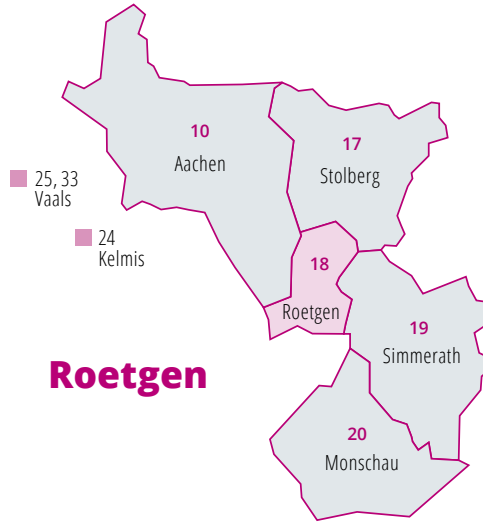 10
Aachen
17
Stolberg
25, 33
Vaals
24
Kelmis
18
Roetgen
19
Simmerath
Roetgen
20
Monschau